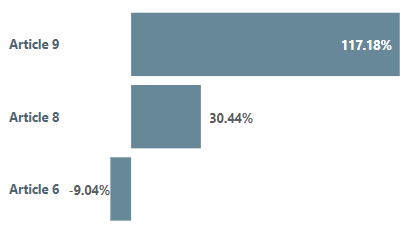 Article 9 117.18%
Article 8 30.44%
Article 6 -9.04%